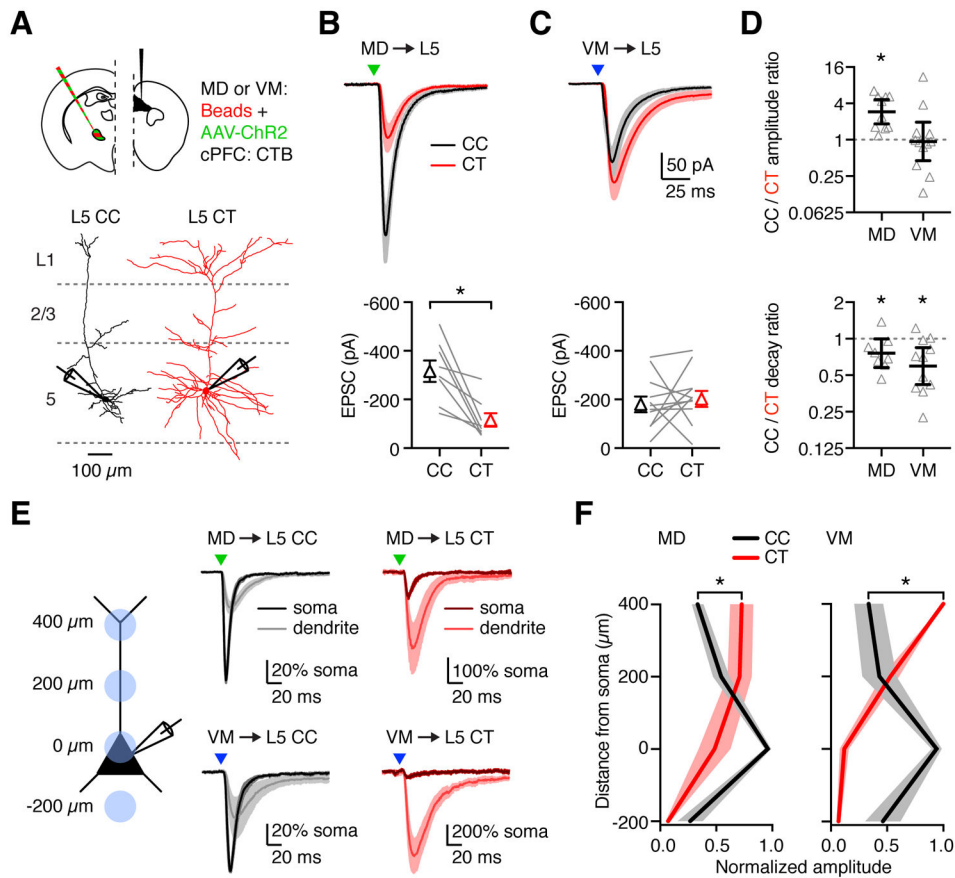 A
MD or VM:
Beads +
AAV-ChR2
cPFC: CTB
L5 CC
L5 CT
L1
2/3
5
100 µm
B
MD → L5
CC
CT
-600
-400
-200
0
EPSC (pA)
*
CC CT
C
VM → L5
50 pA
25 ms
-600
-400
-200
0
EPSC (pA)
CC CT
D
CC / CT amplitude ratio
16
4
1
0.25
0.0625
*
MD VM
CC / CT decay ratio
2
1
0.5
0.25
0.125
* *
MD VM
E
400 µm
200 µm
0 µm
-200 µm
MD → L5 CC
soma
dendrite
20% soma
20 ms
MD → L5 CT
soma
dendrite
100% soma
20 ms
VM → L5 CC
20% soma
20 ms
VM → L5 CT
200% soma
20 ms
F
MD
CC
CT
VM
*
*
Distance from soma (µm)
400
200
0
-200
0.0 0.5 1.0
0.0 0.5 1.0
Normalized amplitude